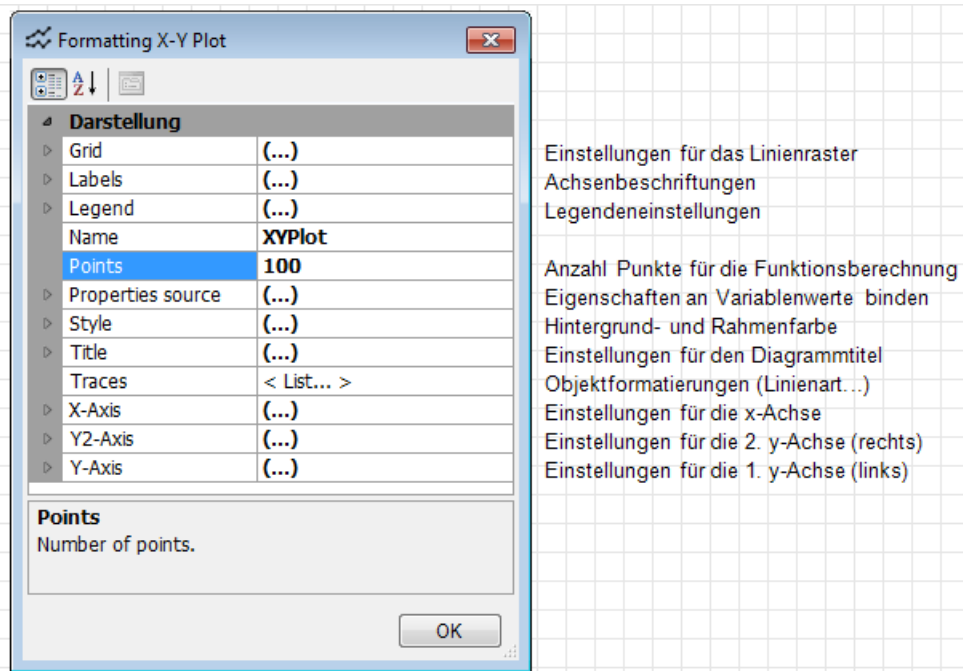 Formatting X-Y Plot
A
Z
Darstellung
Grid (...) Einstellungen für das Linienraster
Labels (...) Achsenbeschriftungen
Legend (...) Legendeneinstellungen
Name XYPlot
Points 100 Anzahl Punkte für die Funktionsberechnung
Properties source (...) Eigenschaften an Variablenwerte binden
Style (...) Hintergrund- und Rahmenfarbe
Title (...) Einstellungen für den Diagrammtitel
Traces < List... > Objektformatierungen (Linienart...)
X-Axis (...) Einstellungen für die x-Achse
Y2-Axis (...) Einstellungen für die 2. y-Achse (rechts)
Y-Axis (...) Einstellungen für die 1. y-Achse (links)
Points
Number of points.
OK